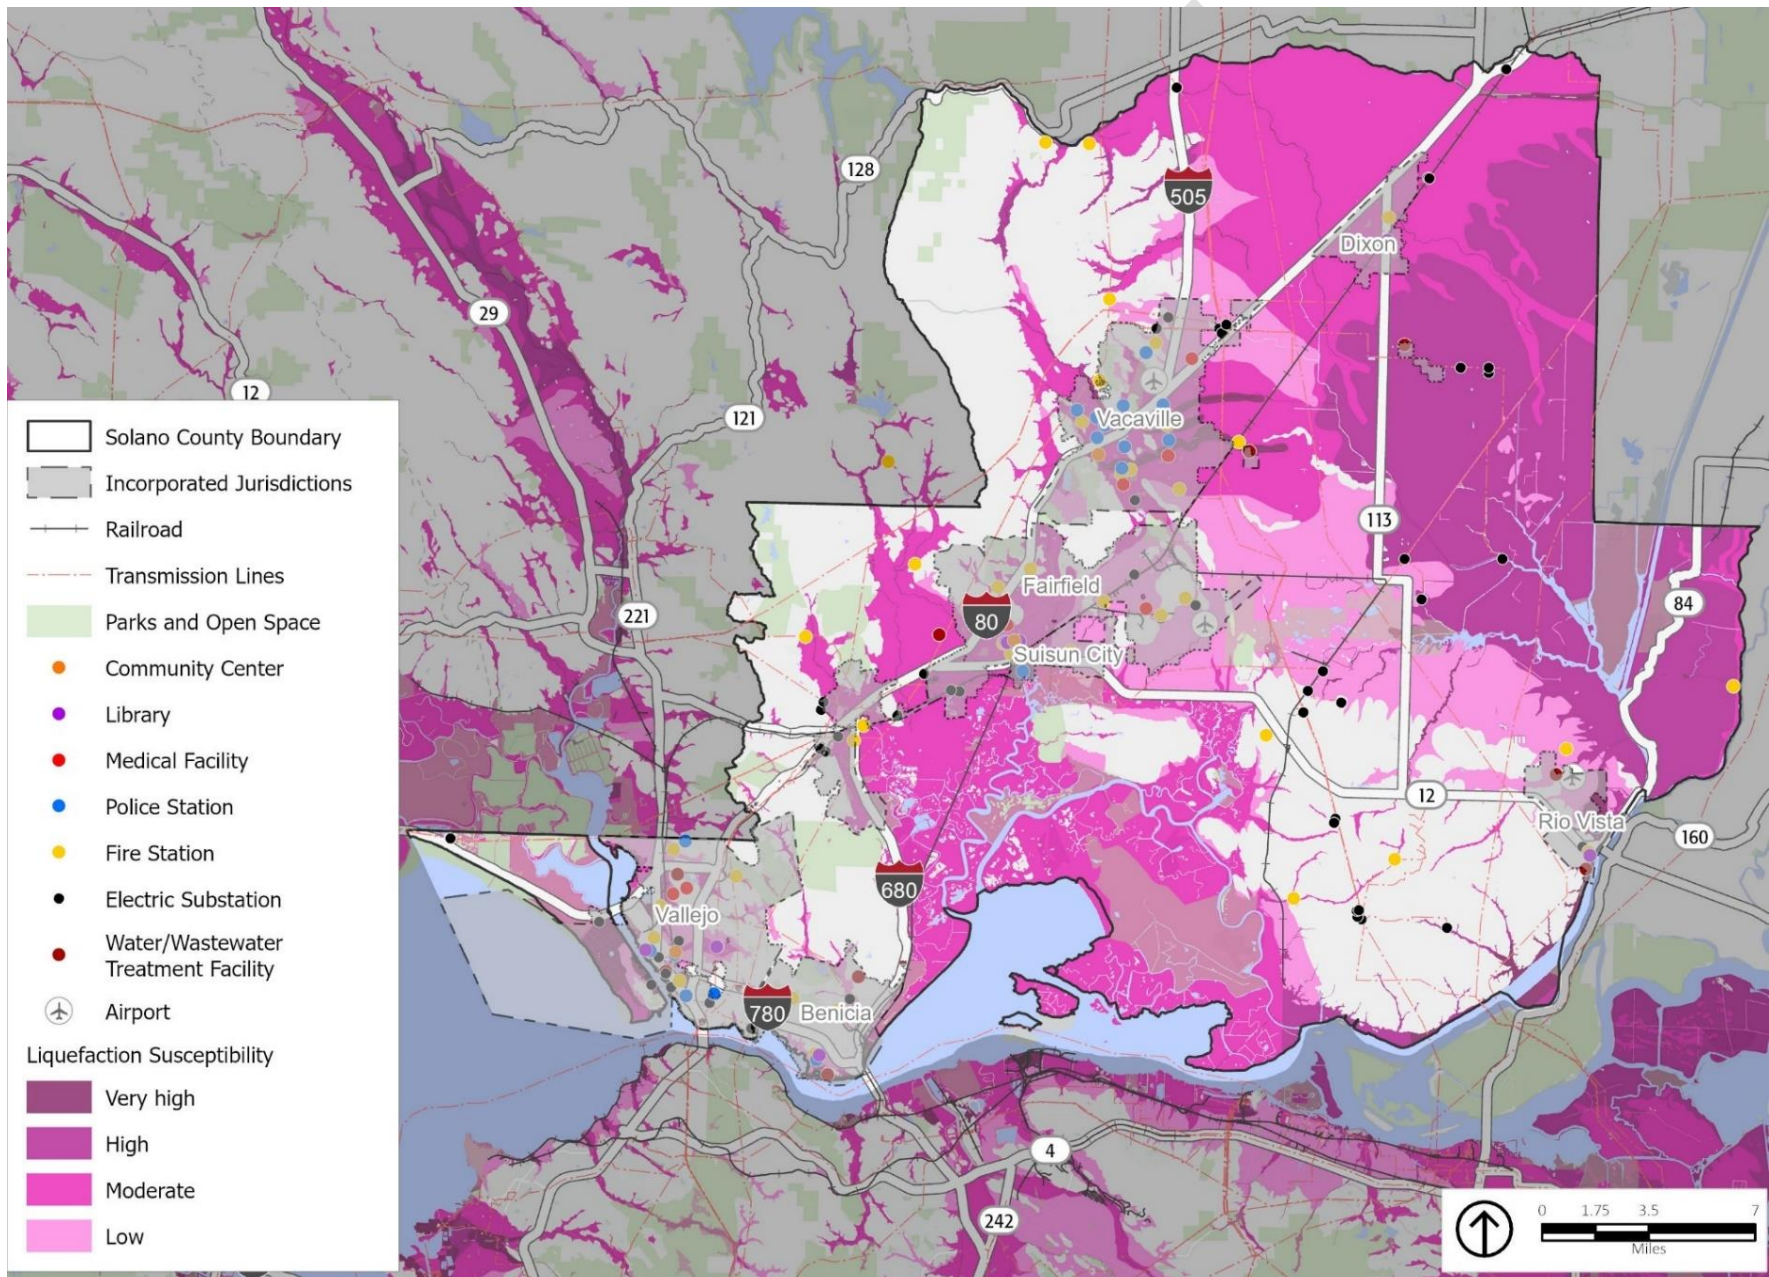 128
505
Dixon
29
12
121
Vacaville
113
Fairfield
80
84
221
Suisun City
12
Rio Vista
160
680
Vallejo
780
Benicia
4
242
Solano County Boundary
Incorporated Jurisdictions
Railroad
Transmission Lines
Parks and Open Space
Community Center
Library
Medical Facility
Police Station
Fire Station
Electric Substation
Water/Wastewater
Treatment Facility
Airport
Liquefaction Susceptibility
Very high
High
Moderate
Low
0 1.75 3.5 7
Miles